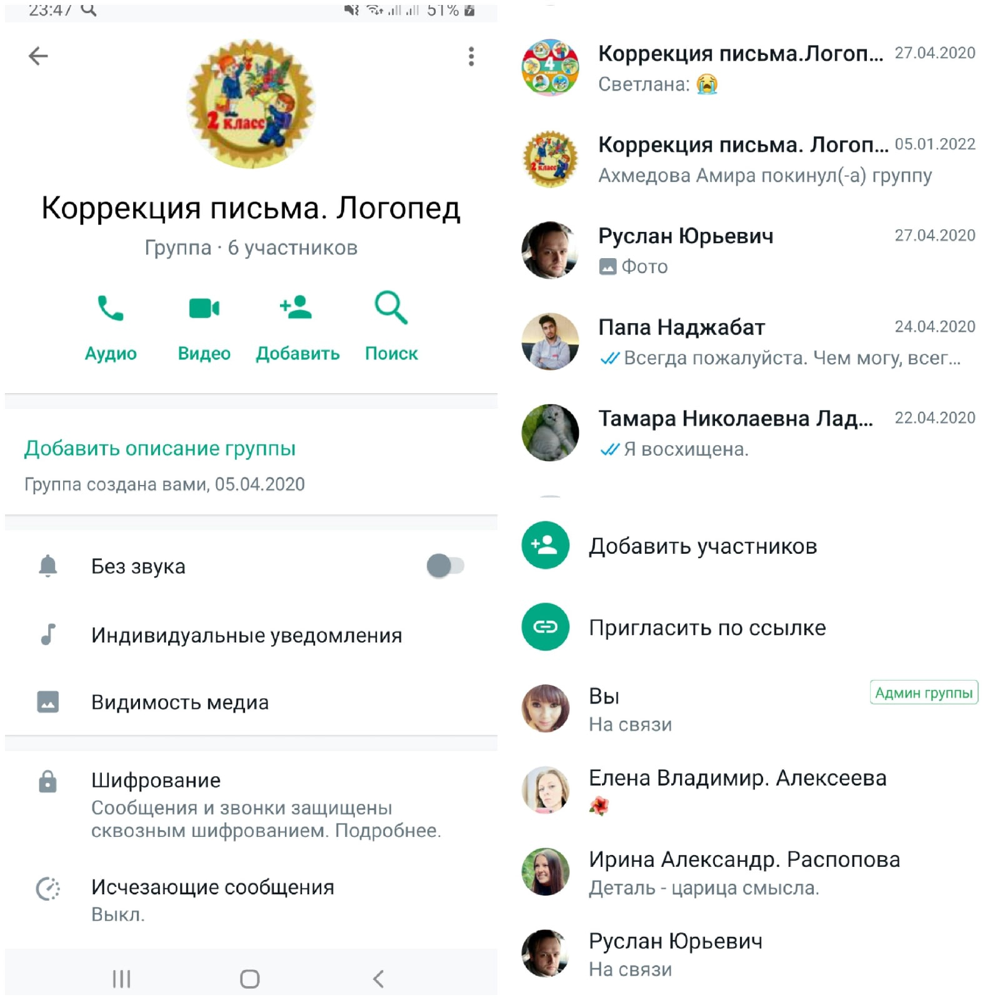 23:47
51%
2 класс
Коррекция письма. Логопед
Группа · 6 участников
Аудио
Видео
Добавить
Поиск
Добавить описание группы
Группа создана вами, 05.04.2020
Без звука
Индивидуальные уведомления
Видимость медиа
Шифрование
Сообщения и звонки защищены
сквозным шифрованием. Подробнее.
Исчезающие сообщения
Выкл.
4
Коррекция письма.Логоп... 27.04.2020
Светлана: 😭
2 класс
Коррекция письма. Логоп... 05.01.2022
Ахмедова Амира покинул(-а) группу
Руслан Юрьевич 27.04.2020
Фото
Папа Наджабат 24.04.2020
Всегда пожалуйста. Чем могу, всег...
Тамара Николаевна Лад... 22.04.2020
Я восхищена.
Добавить участников
Пригласить по ссылке
Вы
Админ группы
На связи
Елена Владимир. Алексеева
🌺
Ирина Александр. Распопова
Деталь - царица смысла.
Руслан Юрьевич
На связи